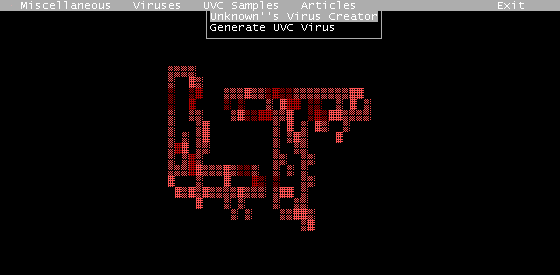 Miscellaneous Viruses UVC Samples Articles Exit
Unknown''s Virus Creator
Generate UVC Virus